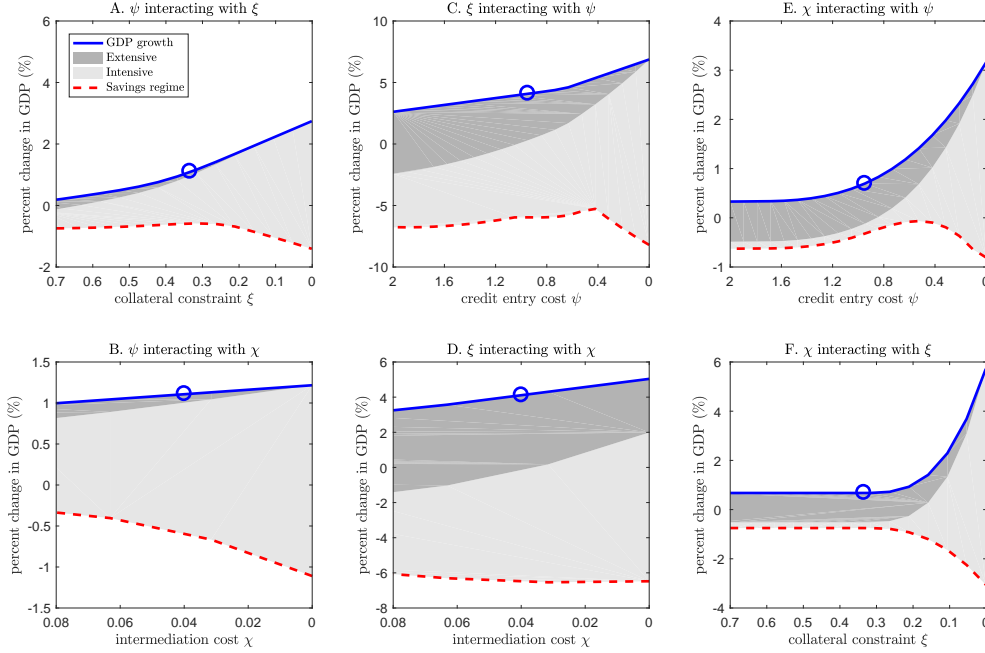 A. ψ interacting with ξ
6
4
2
0
-2
percent change in GDP (%)
GDP growth
Extensive
Intensive
Savings regime
0.7 0.6 0.5 0.4 0.3 0.2 0.1 0
collateral constraint ξ
C. ξ interacting with ψ
10
5
0
-5
-10
percent change in GDP (%)
2 1.6 1.2 0.8 0.4 0
credit entry cost ψ
E. χ interacting with ψ
4
3
2
1
0
-1
percent change in GDP (%)
2 1.6 1.2 0.8 0.4 0
credit entry cost ψ
B. ψ interacting with χ
1.5
1
0.5
0
-0.5
-1
-1.5
percent change in GDP (%)
0.08 0.06 0.04 0.02 0
intermediation cost χ
D. ξ interacting with χ
6
4
2
0
-2
-4
-6
-8
percent change in GDP (%)
0.08 0.06 0.04 0.02 0
intermediation cost χ
F. χ interacting with ξ
6
4
2
0
-2
-4
percent change in GDP (%)
0.7 0.6 0.5 0.4 0.3 0.2 0.1 0
collateral constraint ξ